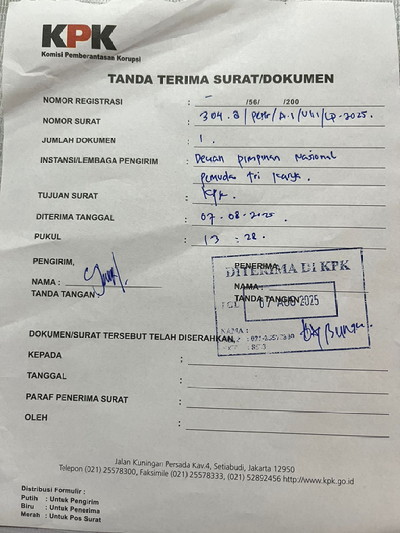 KPK
Komisi Pemberantasan Korupsi
TANDA TERIMA SURAT/DOKUMEN
NOMOR REGISTRASI : – /56/ /200
NOMOR SURAT : 304.B/PEMR/A.1/VIII/LP-2025.
JUMLAH DOKUMEN : 1.
INSTANSI/LEMBAGA PENGIRIM : Dewan pimpinan Nasional
Pemuda Tri Karya.
TUJUAN SURAT : KPK.
DITERIMA TANGGAL : 07-08-2025.
PUKUL : 13 : 28.
PENGIRIM,
NAMA :
TANDA TANGAN :
PENERIMA,
NAMA :
TANDA TANGAN :
DITERIMA DI KPK
TGL 07 AUG 2025
NAMA :
DOKUMEN/SURAT TERSEBUT TELAH DISERAHKAN,
KEPADA :
TANGGAL :
PARAF PENERIMA SURAT :
OLEH :
Jalan Kuningan Persada Kav.4, Setiabudi, Jakarta 12950
Telepon (021) 25578300, Faksimile (021) 25578333, (021) 52892456 http://www.kpk.go.id
Distribusi Formulir :
Putih : Untuk Pengirim
Biru : Untuk Penerima
Merah : Untuk Pos Surat